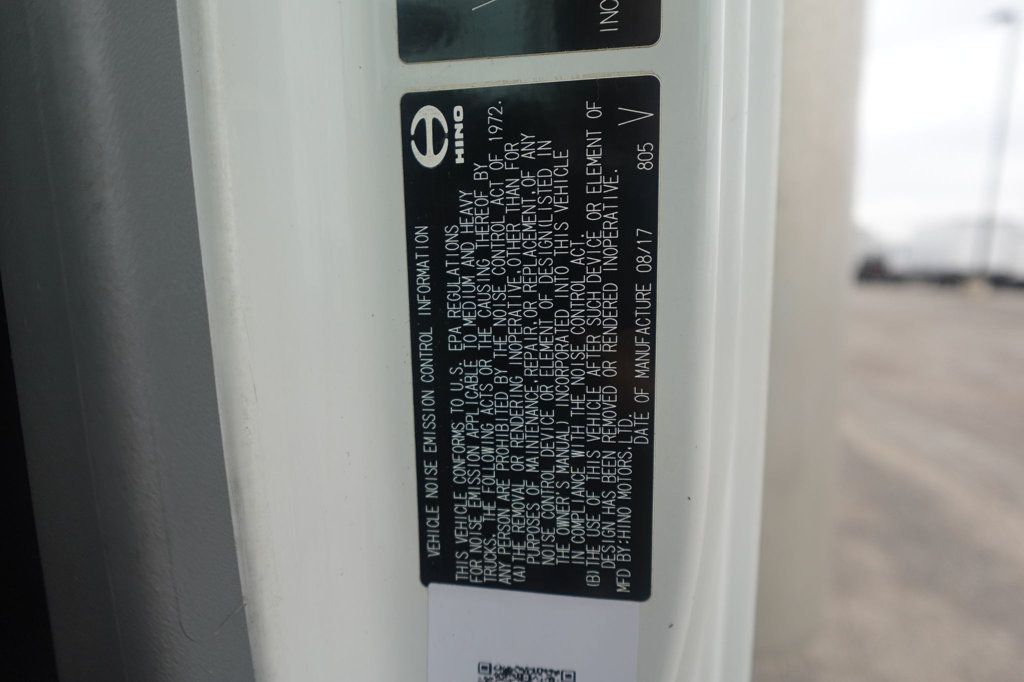 INC
HINO
VEHICLE NOISE EMISSION CONTROL INFORMATION
THIS VEHICLE CONFORMS TO U.S. EPA REGULATIONS
FOR NOISE EMISSION APPLICABLE TO MEDIUM AND HEAVY
TRUCKS. THE FOLLOWING ACTS OR THE CAUSING THEREOF BY
ANY PERSON ARE PROHIBITED BY THE NOISE CONTROL ACT OF 1972.
(A) THE REMOVAL OR RENDERING INOPERATIVE, OTHER THAN FOR
PURPOSES OF MAINTENANCE, REPAIR, OR REPLACEMENT, OF ANY
NOISE CONTROL DEVICE OR ELEMENT OF DESIGN(LISTED IN
THE OWNER'S MANUAL) INCORPORATED INTO THIS VEHICLE
IN COMPLIANCE WITH THE NOISE CONTROL ACT.
(B) THE USE OF THIS VEHICLE AFTER SUCH DEVICE OR ELEMENT OF
DESIGN HAS BEEN REMOVED OR RENDERED INOPERATIVE.
MFD BY:HINO MOTORS,LTD.
DATE OF MANUFACTURE 08/17 805 V